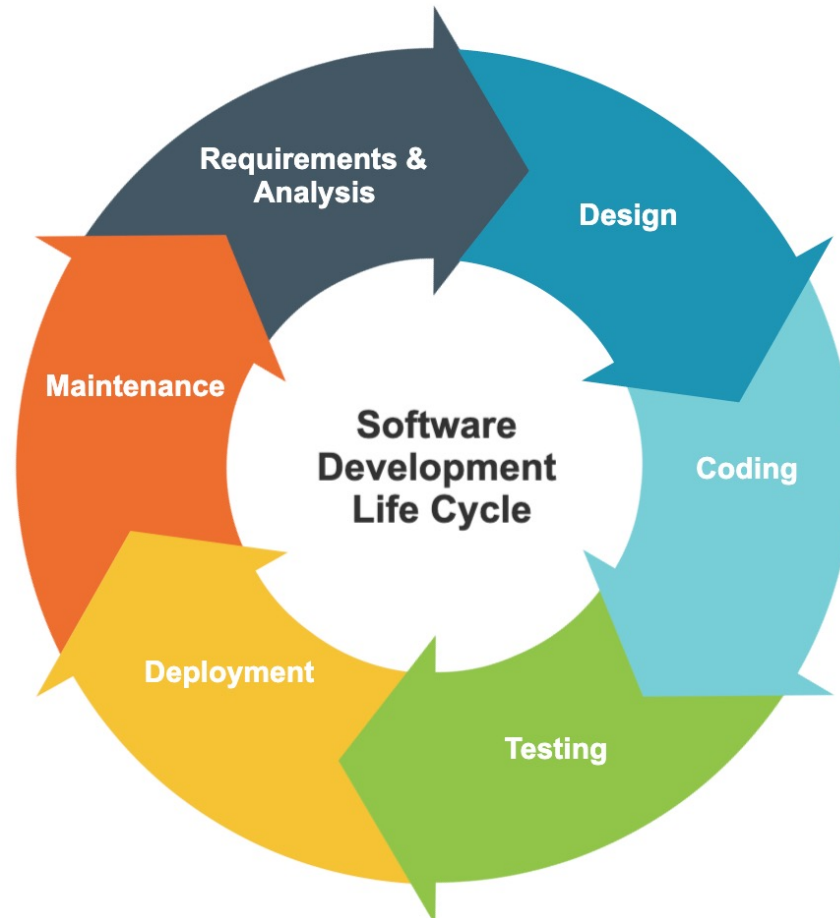 Requirements &
Analysis
Design
Coding
Testing
Deployment
Maintenance
Software
Development
Life Cycle